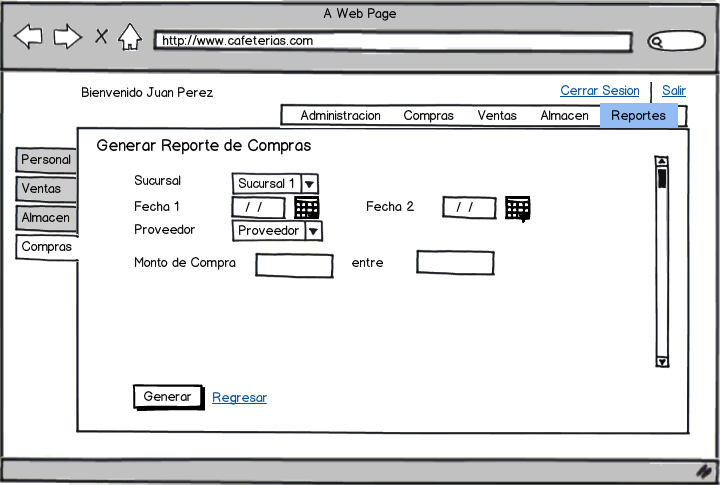 A Web Page
http://www.cafeterias.com
Bienvenido Juan Perez
Cerrar Sesion Salir
Administracion Compras Ventas Almacen Reportes
Generar Reporte de Compras
Personal
Ventas
Almacen
Compras
Sucursal Sucursal 1
Fecha 1 / / Fecha 2 / /
Proveedor Proveedor
Monto de Compra entre
Generar Regresar